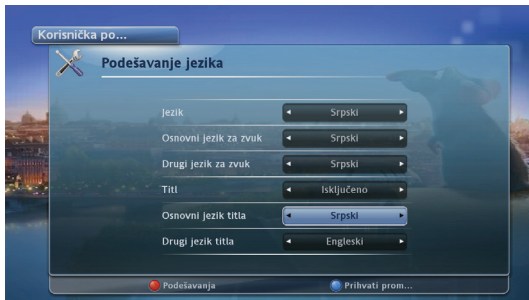 Korisnička po...
Podešavanje jezika
Jezik Srpski
Osnovni jezik za zvuk Srpski
Drugi jezik za zvuk Srpski
Titl Isključeno
Osnovni jezik titla Srpski
Drugi jezik titla Engleski
Podešavanja Prihvati prom...